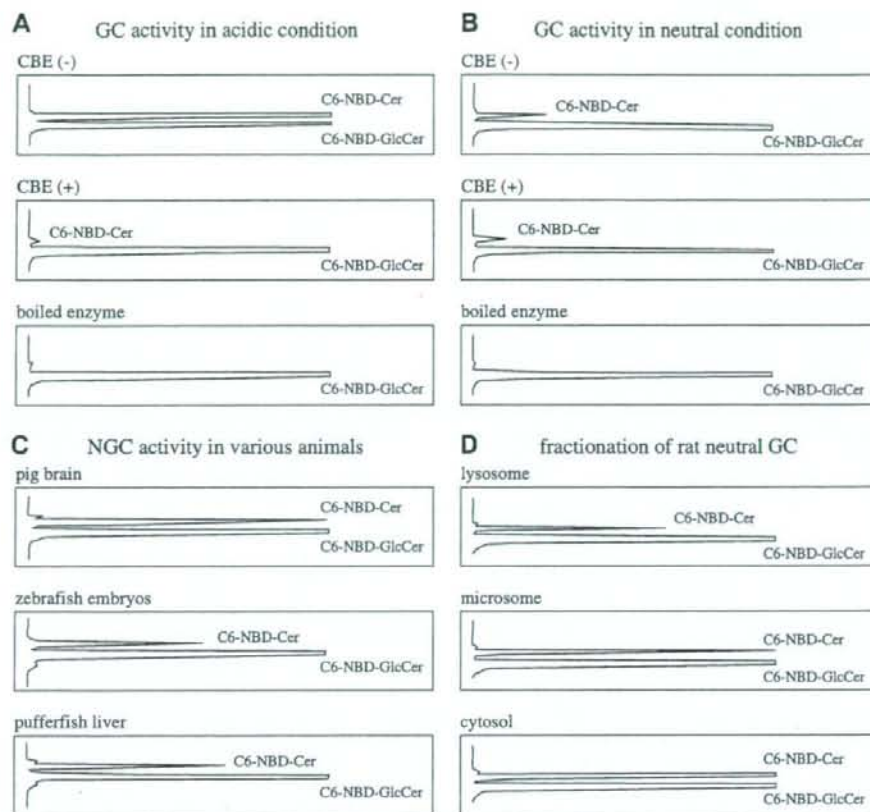 A GC activity in acidic condition
CBE (-)
C6-NBD-Cer
C6-NBD-GlcCer
CBE (+)
C6-NBD-Cer
C6-NBD-GlcCer
boiled enzyme
C6-NBD-GlcCer
B GC activity in neutral condition
CBE (-)
C6-NBD-Cer
C6-NBD-GlcCer
CBE (+)
C6-NBD-Cer
C6-NBD-GlcCer
boiled enzyme
C6-NBD-GlcCer
C NGC activity in various animals
pig brain
C6-NBD-Cer
C6-NBD-GlcCer
zebrafish embryos
C6-NBD-Cer
C6-NBD-GlcCer
pufferfish liver
C6-NBD-Cer
C6-NBD-GlcCer
D fractionation of rat neutral GC
lysosome
C6-NBD-Cer
C6-NBD-GlcCer
microsome
C6-NBD-Cer
C6-NBD-GlcCer
cytosol
C6-NBD-Cer
C6-NBD-GlcCer